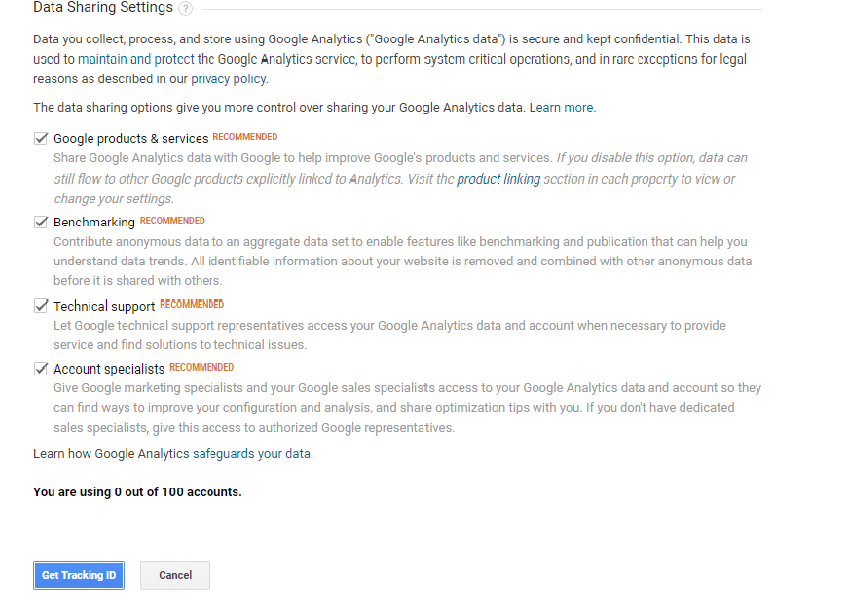 Data Sharing Settings ?
Data you collect, process, and store using Google Analytics ("Google Analytics data") is secure and kept confidential. This data is
used to maintain and protect the Google Analytics service, to perform system critical operations, and in rare exceptions for legal
reasons as described in our privacy policy.
The data sharing options give you more control over sharing your Google Analytics data. Learn more.
Google products & services RECOMMENDED
Share Google Analytics data with Google to help improve Google's products and services. If you disable this option, data can
still flow to other Google products explicitly linked to Analytics. Visit the product linking section in each property to view or
change your settings.
Benchmarking RECOMMENDED
Contribute anonymous data to an aggregate data set to enable features like benchmarking and publication that can help you
understand data trends. All identifiable information about your website is removed and combined with other anonymous data
before it is shared with others.
Technical support RECOMMENDED
Let Google technical support representatives access your Google Analytics data and account when necessary to provide
service and find solutions to technical issues.
Account specialists RECOMMENDED
Give Google marketing specialists and your Google sales specialists access to your Google Analytics data and account so they
can find ways to improve your configuration and analysis, and share optimization tips with you. If you don't have dedicated
sales specialists, give this access to authorized Google representatives.
Learn how Google Analytics safeguards your data
You are using 0 out of 100 accounts.
Get Tracking ID Cancel